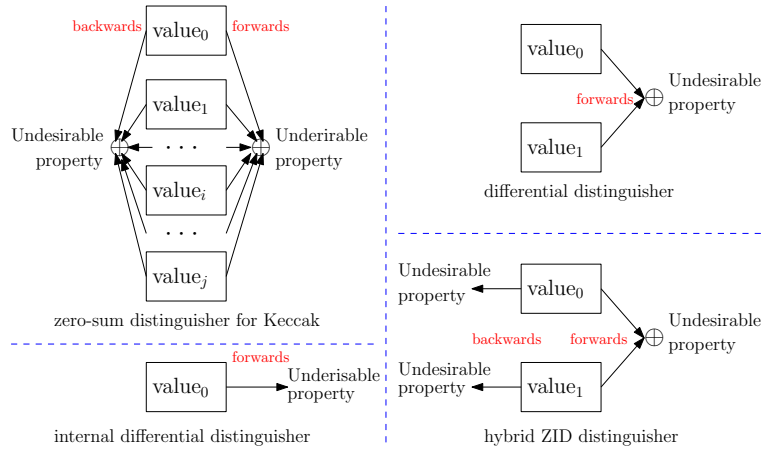 backwards
value0
forwards
value1
Undesirable
property
. . .
Underirable
property
valuei
. . .
valuej
zero-sum distinguisher for Keccak
forwards
value0
Underisable
property
internal differential distinguisher
value0
Undesirable
property
forwards
value1
differential distinguisher
Undesirable
property
value0
Undesirable
property
backwards
forwards
Undesirable
property
value1
hybrid ZID distinguisher